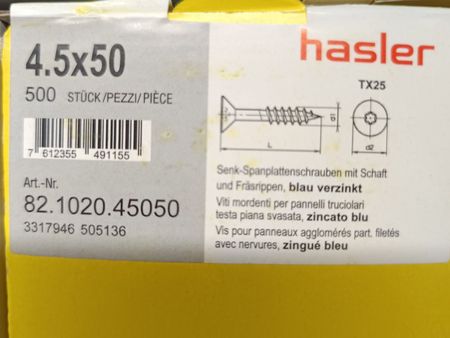 4.5x50
500 STÜCK/PEZZI/PIÈCE
7 612355 491155
Art.-Nr.
82.1020.45050
3317946 505136
hasler
TX25
d1
L
d2
Senk-Spanplattenschrauben mit Schaft
und Fräsrippen, blau verzinkt
Viti mordenti per pannelli truciolari
testa piana svasata, zincato blu
Vis pour panneaux agglomérés part. filetés
avec nervures, zingué bleu